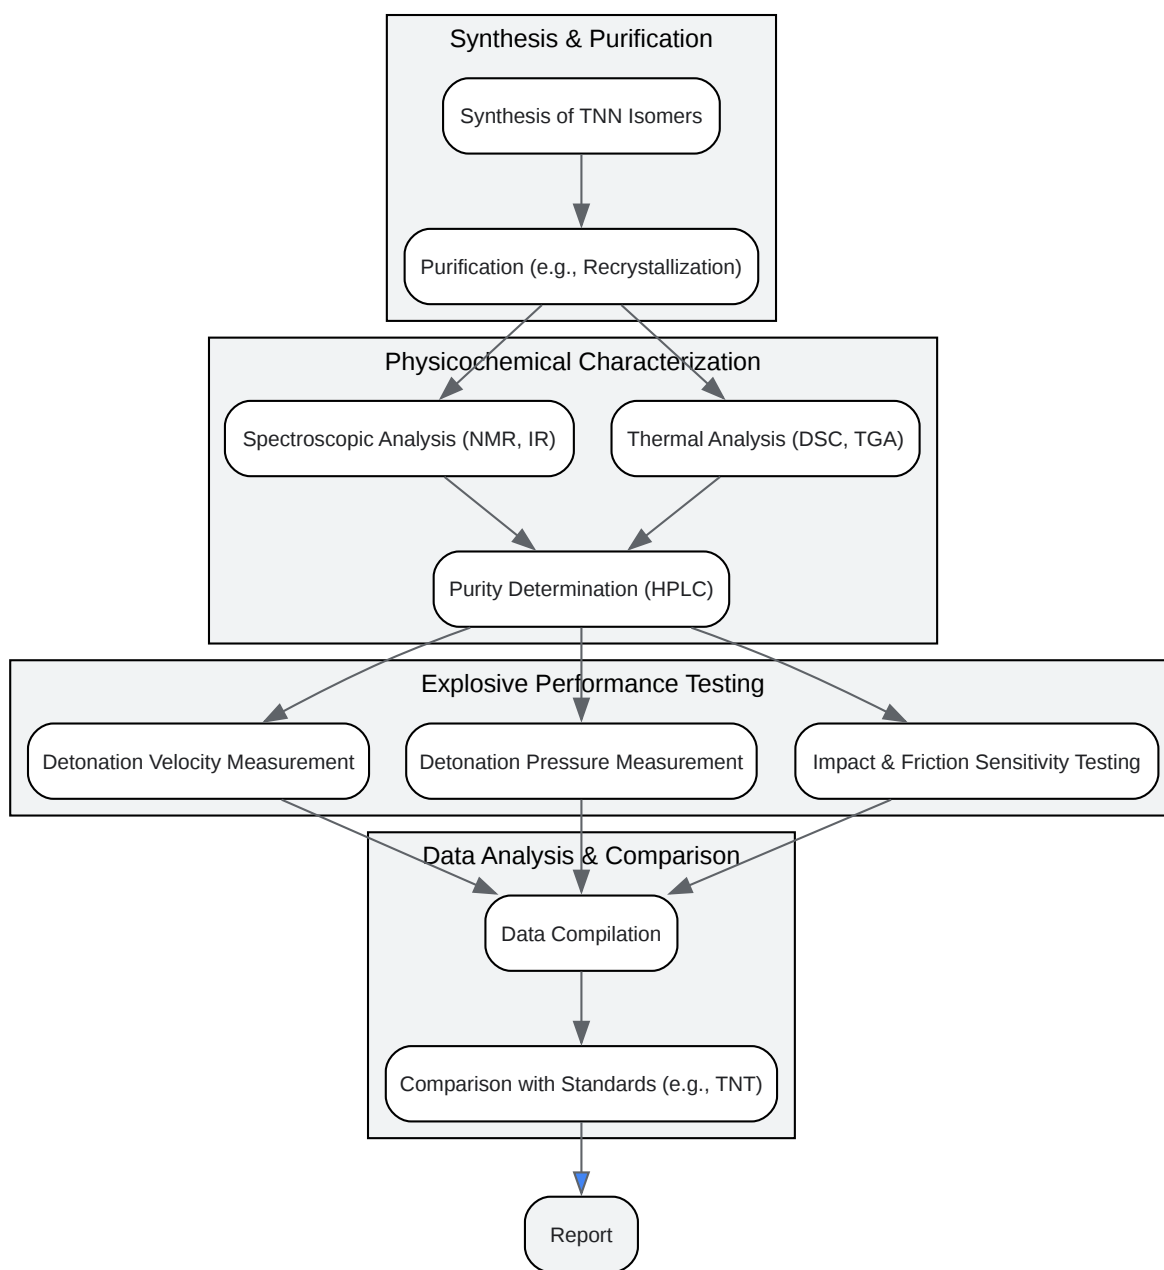 Synthesis & Purification
Synthesis of TNN Isomers
Purification (e.g., Recrystallization)
Physicochemical Characterization
Spectroscopic Analysis (NMR, IR)
Thermal Analysis (DSC, TGA)
Purity Determination (HPLC)
Explosive Performance Testing
Detonation Velocity Measurement
Detonation Pressure Measurement
Impact & Friction Sensitivity Testing
Data Analysis & Comparison
Data Compilation
Comparison with Standards (e.g., TNT)
Report